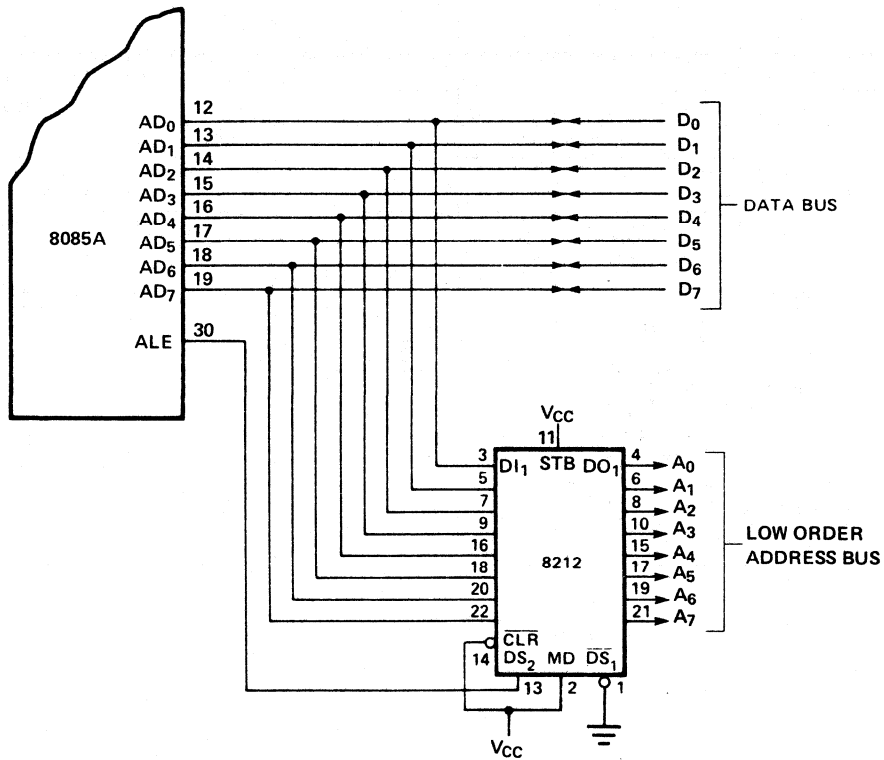 12
AD0 D0
13
AD1 D1
14
AD2 D2
15
AD3 D3
16
AD4 D4
17
AD5 D5
18
AD6 D6
19
AD7 D7
8085A
DATA BUS
30
ALE
VCC
11
3 DI1 STB DO1 4 A0
5 6 A1
7 8 A2
9 10 A3
16 15 A4
18 17 A5
20 19 A6
22 21 A7
8212
LOW ORDER
ADDRESS BUS
CLR
14 DS2 MD DS1
13 2 1
VCC